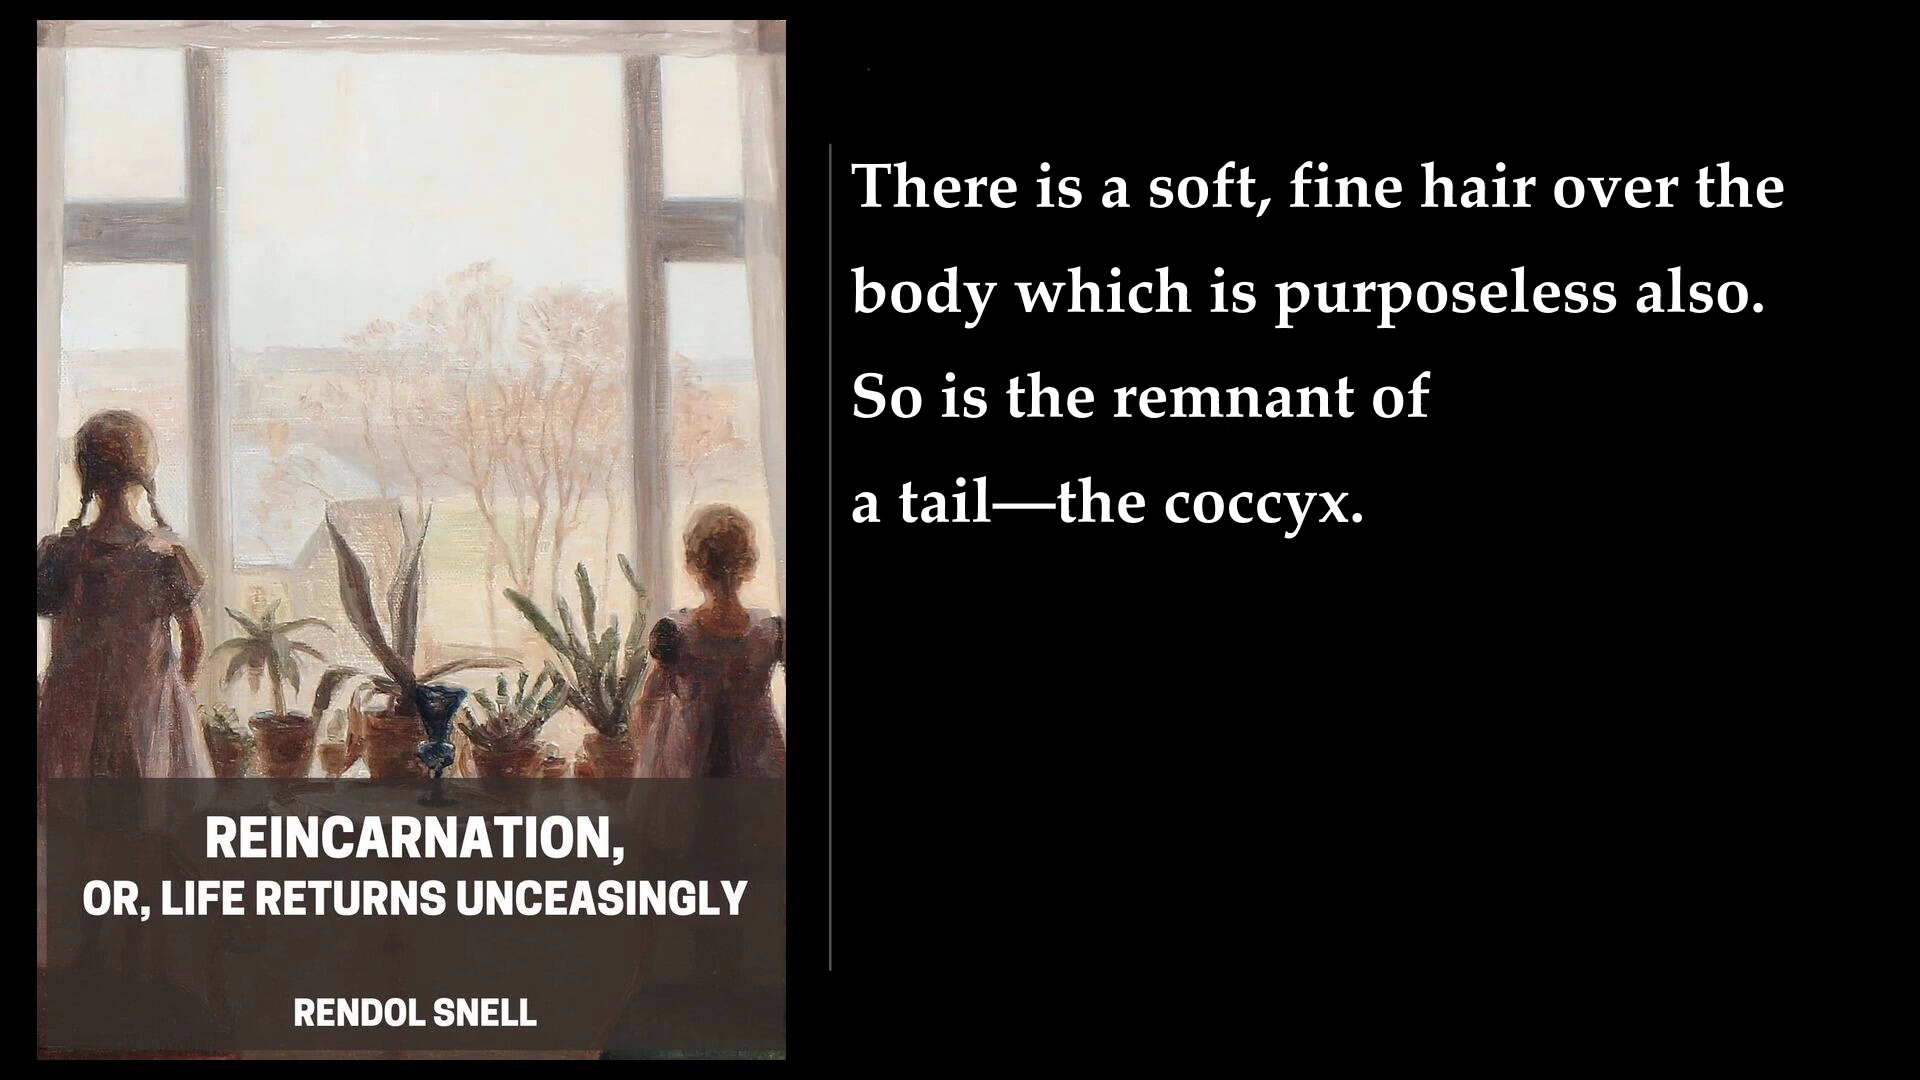 There is a soft, fine hair over the
body which is purposeless also.
So is the remnant of
a tail—the coccyx.
REINCARNATION,
OR, LIFE RETURNS UNCEASINGLY
RENDOL SNELL